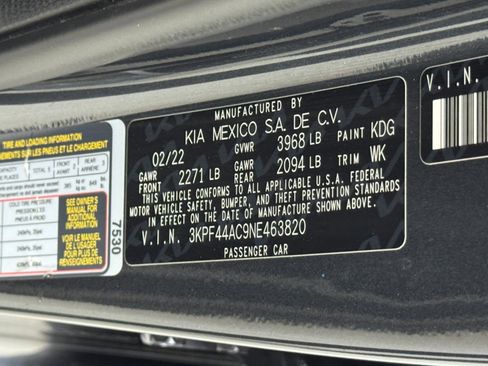 MANUFACTURED BY
KIA MEXICO S.A. DE C.V.
02/22 GVWR 3968 LB PAINT KDG
GAWR FRONT 2271 LB GAWR REAR 2094 LB TRIM WK
THIS VEHICLE CONFORMS TO ALL APPLICABLE U.S.A. FEDERAL
MOTOR VEHICLE SAFETY, BUMPER, AND THEFT PREVENTION STANDARDS
IN EFFECT ON THE DATE OF MANUFACTURE SHOWN ABOVE.
V.I.N. 3KPF44AC9NE463820
PASSENGER CAR
TIRE AND LOADING INFORMATION
SEE OWNER'S
MANUAL FOR
ADDITIONAL
INFORMATION
VOIR LE MANUEL
DE L'USAGER
POUR PLUS DE
7530
V.I.N.